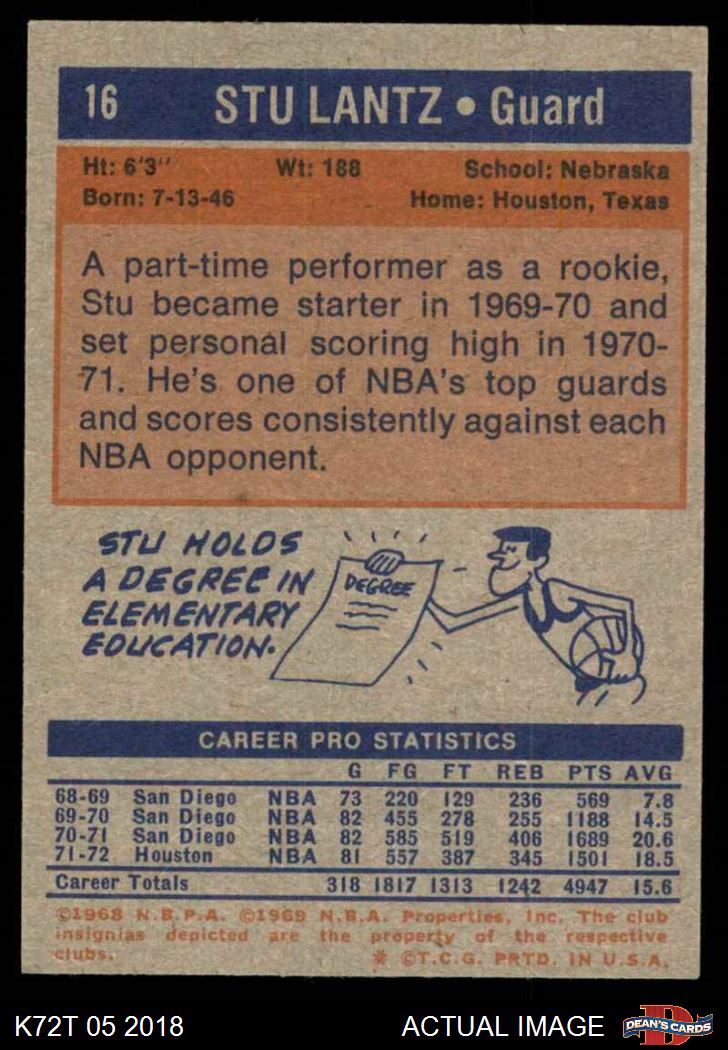 16 STU LANTZ • Guard
Ht: 6'3" Wt: 188 School: Nebraska
Born: 7-13-46 Home: Houston, Texas
A part-time performer as a rookie,
Stu became starter in 1969-70 and
set personal scoring high in 1970-
71. He's one of NBA's top guards
and scores consistently against each
NBA opponent.
STU HOLDS
A DEGREE IN
ELEMENTARY
EDUCATION.
DEGREE
CAREER PRO STATISTICS
G FG FT REB PTS AVG
68-69 San Diego NBA 73 220 129 236 569 7.8
69-70 San Diego NBA 82 455 278 255 1188 14.5
70-71 San Diego NBA 82 585 519 406 1689 20.6
71-72 Houston NBA 81 557 387 345 1501 18.5
Career Totals 318 1817 1313 1242 4947 15.6
©1968 N.B.P.A. ©1969 N.B.A. Properties, Inc. The club
insignias depicted are the property of the respective
clubs. * ©T.C.G. PRTD. IN U.S.A.
K72T 05 2018 ACTUAL IMAGE
D
DEAN'S CARDS